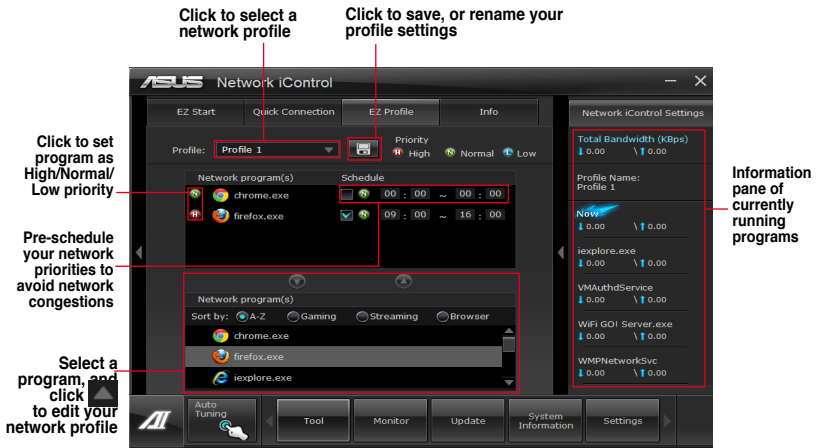 Click to select a
network profile
Click to save, or rename your
profile settings
ASUS Network iControl
EZ Start
Quick Connection
EZ Profile
Info
Network iControl Settings
Profile:
Profile 1
Priority
H High
N Normal
L Low
Click to set
program as
High/Normal/
Low priority
Network program(s)
Schedule
N chrome.exe
N 00 : 00 ~ 00 : 00
H firefox.exe
N 09 : 00 ~ 16 : 00
Pre-schedule
your network
priorities to
avoid network
congestions
Network program(s)
Sort by:
A-Z
Gaming
Streaming
Browser
chrome.exe
firefox.exe
iexplore.exe
Select a
program, and
click
to edit your
network profile
Total Bandwidth (KBps)
0.00 \ 0.00
Profile Name:
Profile 1
Now
0.00 \ 0.00
iexplore.exe
0.00 \ 0.00
VMAuthdService
0.00 \ 0.00
WiFi GO! Server.exe
0.00 \ 0.00
WMPNetworkSvc
0.00 \ 0.00
Information
pane of
currently
running
programs
AI
Auto
Tuning
Tool
Monitor
Update
System
Information
Settings